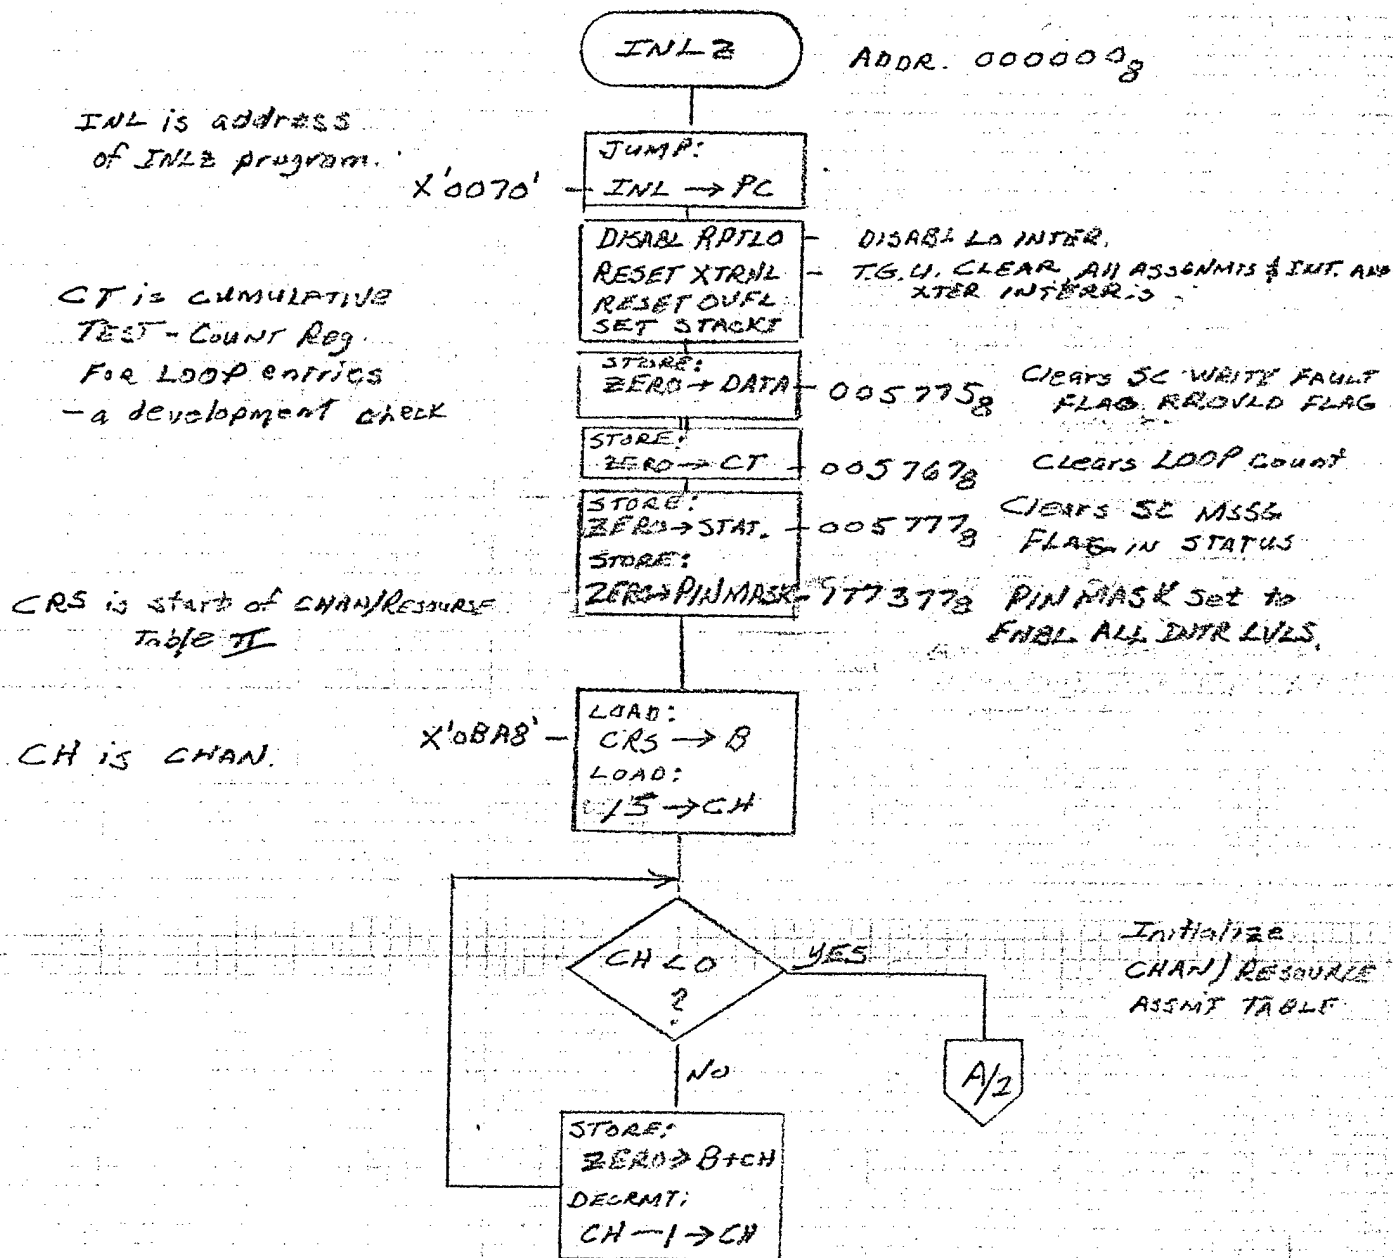 INLZ
ADDR. 000000₈
INL is address
of INLZ program.
JUMP:
X'0070' - INL → PC
DISABL RPTLO - DISABL LO INTER.
RESET XTRNL - T.G.U. CLEAR All ASSGNMTS & INT. AND
XTER INTERR.S
RESET OVFL
SET STACKT
CT is CUMULATIVE
TEST-COUNT Reg.
FOR LOOP entries
- a development check
STORE:
ZERO → DATA - 005775₈
Clears SC WRITE FAULT
FLAG RROVLD FLAG
STORE:
ZERO → CT - 005767₈ Clears LOOP Count
STORE:
ZERO → STAT. - 005777₈
Clears SC MSSG
FLAG IN STATUS
STORE:
ZERO → PINMASK - 177377₈ PIN MASK set to
ENBL ALL INTR LVLS.
CRS is start of CHAN/RESOURSE
Table II
LOAD:
X'0BA8' - CRS → B
LOAD:
15 → CH
CH is CHAN.
CH < 0
?
YES
Initialize
CHAN/RESOURCE
ASSMT TABLE
A/2
NO
STORE:
ZERO → B+CH
DECRMT:
CH - 1 → CH